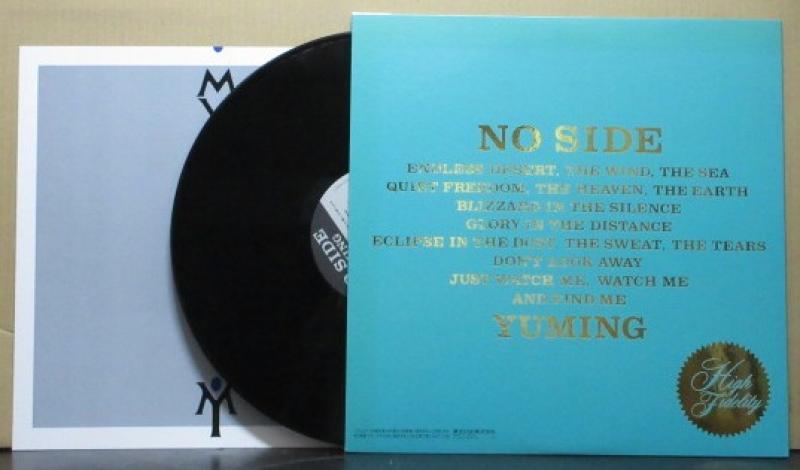 NO SIDE
ENDLESS DESERT, THE WIND, THE SEA
QUIET FREEDOM, THE HEAVEN, THE EARTH
BLIZZARD IN THE SILENCE
GLORY IN THE DISTANCE
ECLIPSE IN THE DUST, THE SWEAT, THE TEARS
DON'T LOOK AWAY
JUST WATCH ME, WATCH ME
AND FIND ME
YUMING
High
Fidelity
SIDE
M
M
Y